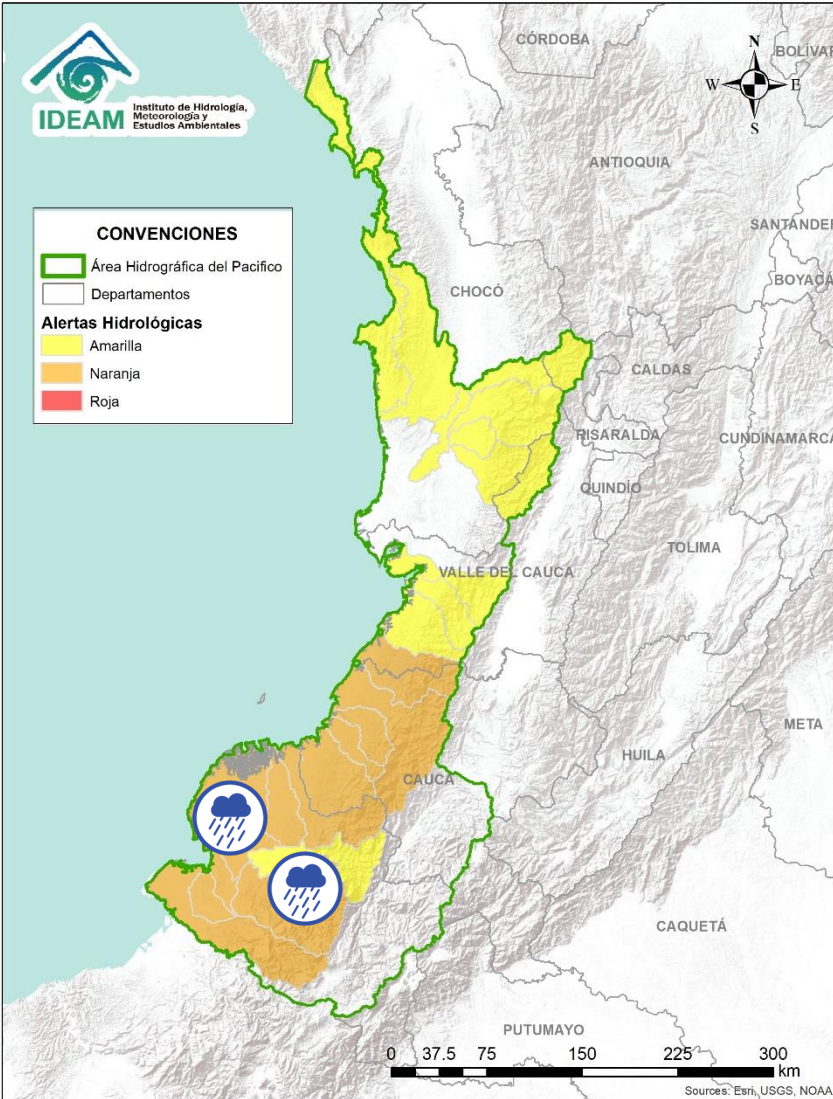 IDEAM
Instituto de Hidrología,
Meteorología y
Estudios Ambientales
CÓRDOBA
BOLÍVAR
N
W
E
S
ANTIOQUIA
SANTANDER
BOYACÁ
CONVENCIONES
Área Hidrográfica del Pacifico
Departamentos
Alertas Hidrológicas
Amarilla
Naranja
Roja
CHOCÓ
CALDAS
RISARALDA
CUNDINAMARCA
QUINDÍO
TOLIMA
VALLE DEL CAUCA
META
HUILA
CAUCA
CAQUETÁ
PUTUMAYO
0 37.5 75 150 225 300
km
Sources: Esri, USGS, NOAA